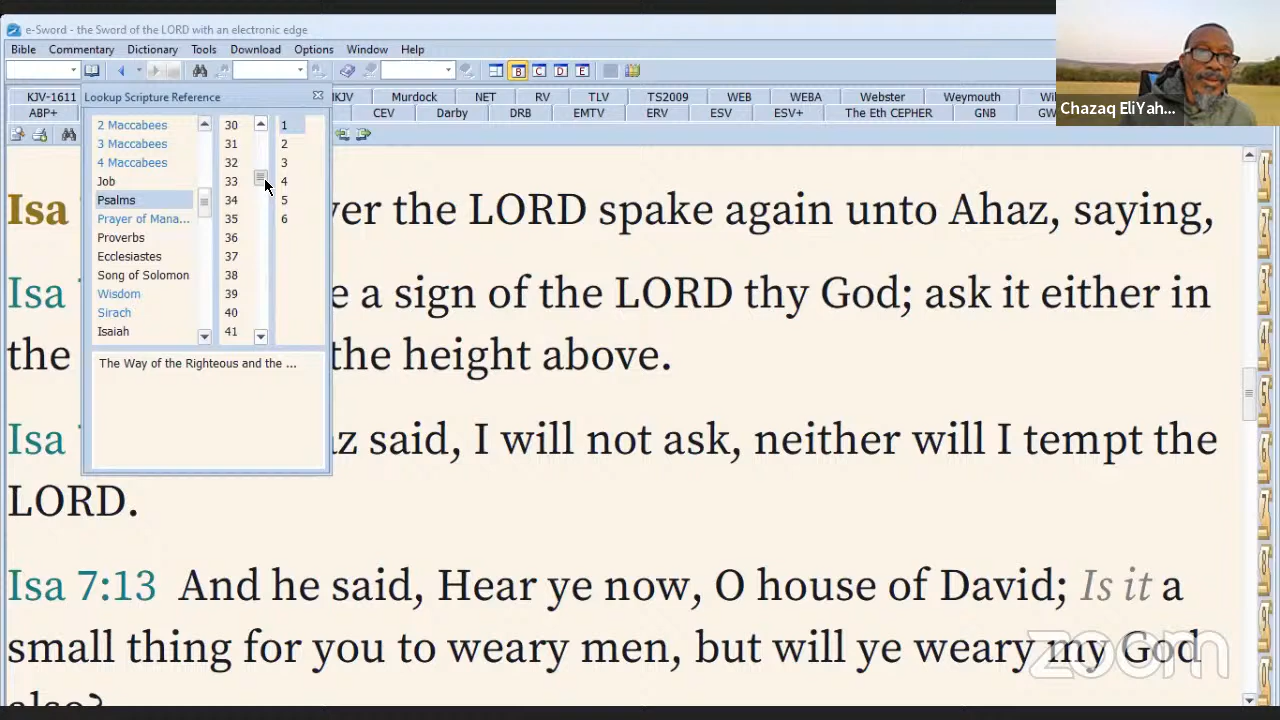 e-Sword - the Sword of the LORD with an electronic edge
Bible Commentary Dictionary Tools Download Options Window Help
KJV-1611 KJV Murdock NET RV TLV TS2009 WEB WEBA Webster Weymouth
ABP+ CEV Darby DRB EMTV ERV ESV ESV+ The Eth CEPHER GNB
Chazaq EliYah...
Lookup Scripture Reference
2 Maccabees 30 1
3 Maccabees 31 2
4 Maccabees 32 3
Job 33 4
Psalms 34 5
Prayer of Mana... 35 6
Proverbs 36
Ecclesiastes 37
Song of Solomon 38
Wisdom 39
Sirach 40
Isaiah 41
The Way of the Righteous and the ...
Isa ver the LORD spake again unto Ahaz, saying,
Isa e a sign of the LORD thy God; ask it either in
the the height above.
Isa az said, I will not ask, neither will I tempt the
LORD.
Isa 7:13 And he said, Hear ye now, O house of David; Is it a
small thing for you to weary men, but will ye weary my God
also?
zoom